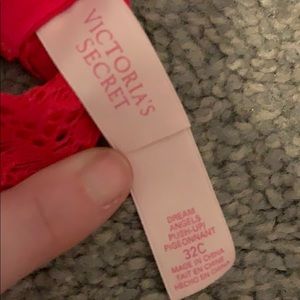 VICTORIA'S
SECRET
DREAM
ANGELS
PUSH-UP/
PIGEONNANT
32C
MADE IN CHINA
FAIT EN CHINE
HECHO EN CHINA